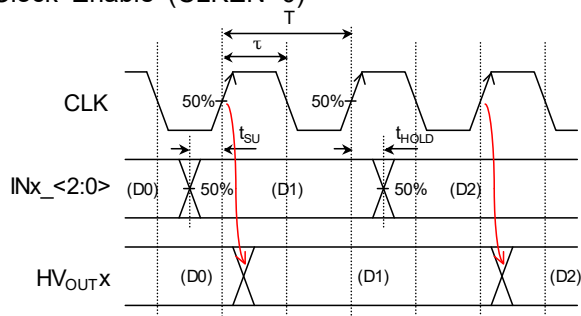 Clock Enable (CLKEN=0)
T
τ
CLK 50% 50%
tSU tHOLD
INx_<2:0> (D0) 50% (D1) 50% (D2)
HVOUTx (D0) (D1) (D2)